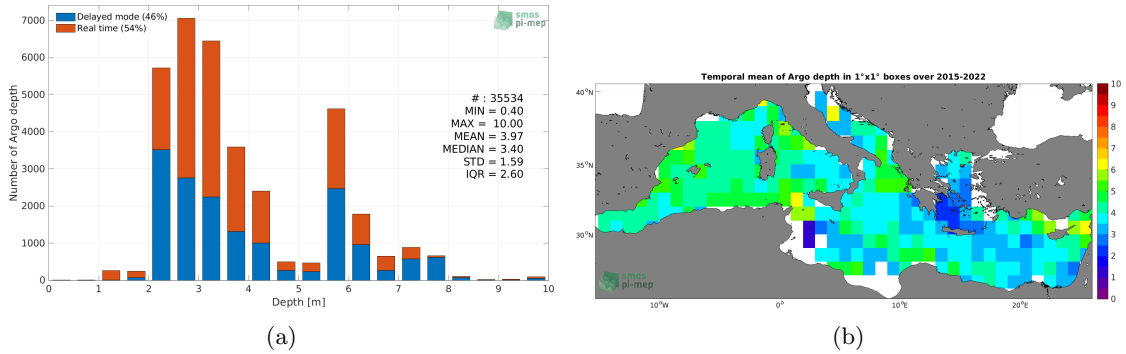 Delayed mode (46%)
Real time (54%)
smos
pi-mep
7000
6000
5000
4000
3000
2000
1000
0
Number of Argo depth
# : 35534
MIN = 0.40
MAX = 10.00
MEAN = 3.97
MEDIAN = 3.40
STD = 1.59
IQR = 2.60
0 1 2 3 4 5 6 7 8 9 10
Depth [m]
(a)
Temporal mean of Argo depth in 1°x1° boxes over 2015-2022
40°N
35°N
30°N
10°W 0° 10°E 20°E
smos
pi-mep
10
9
8
7
6
5
4
3
2
1
0
(b)